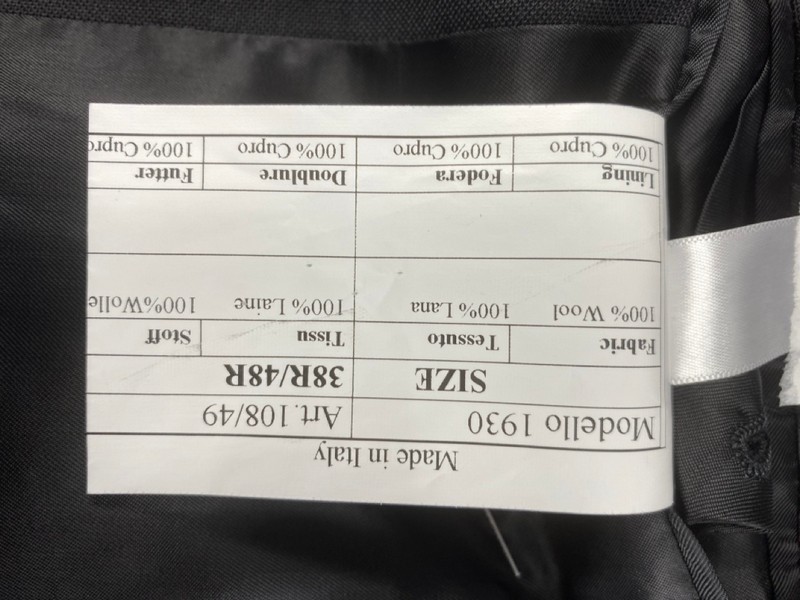 Made in Italy
Modello 1930 Art.108/49
SIZE 38R/48R
Fabric Tessuto Tissu Stoff
100% Wool 100% Lana 100% Laine 100%Wolle
Lining Fodera Doublure Futter
100% Cupro 100% Cupro 100% Cupro 100% Cupro